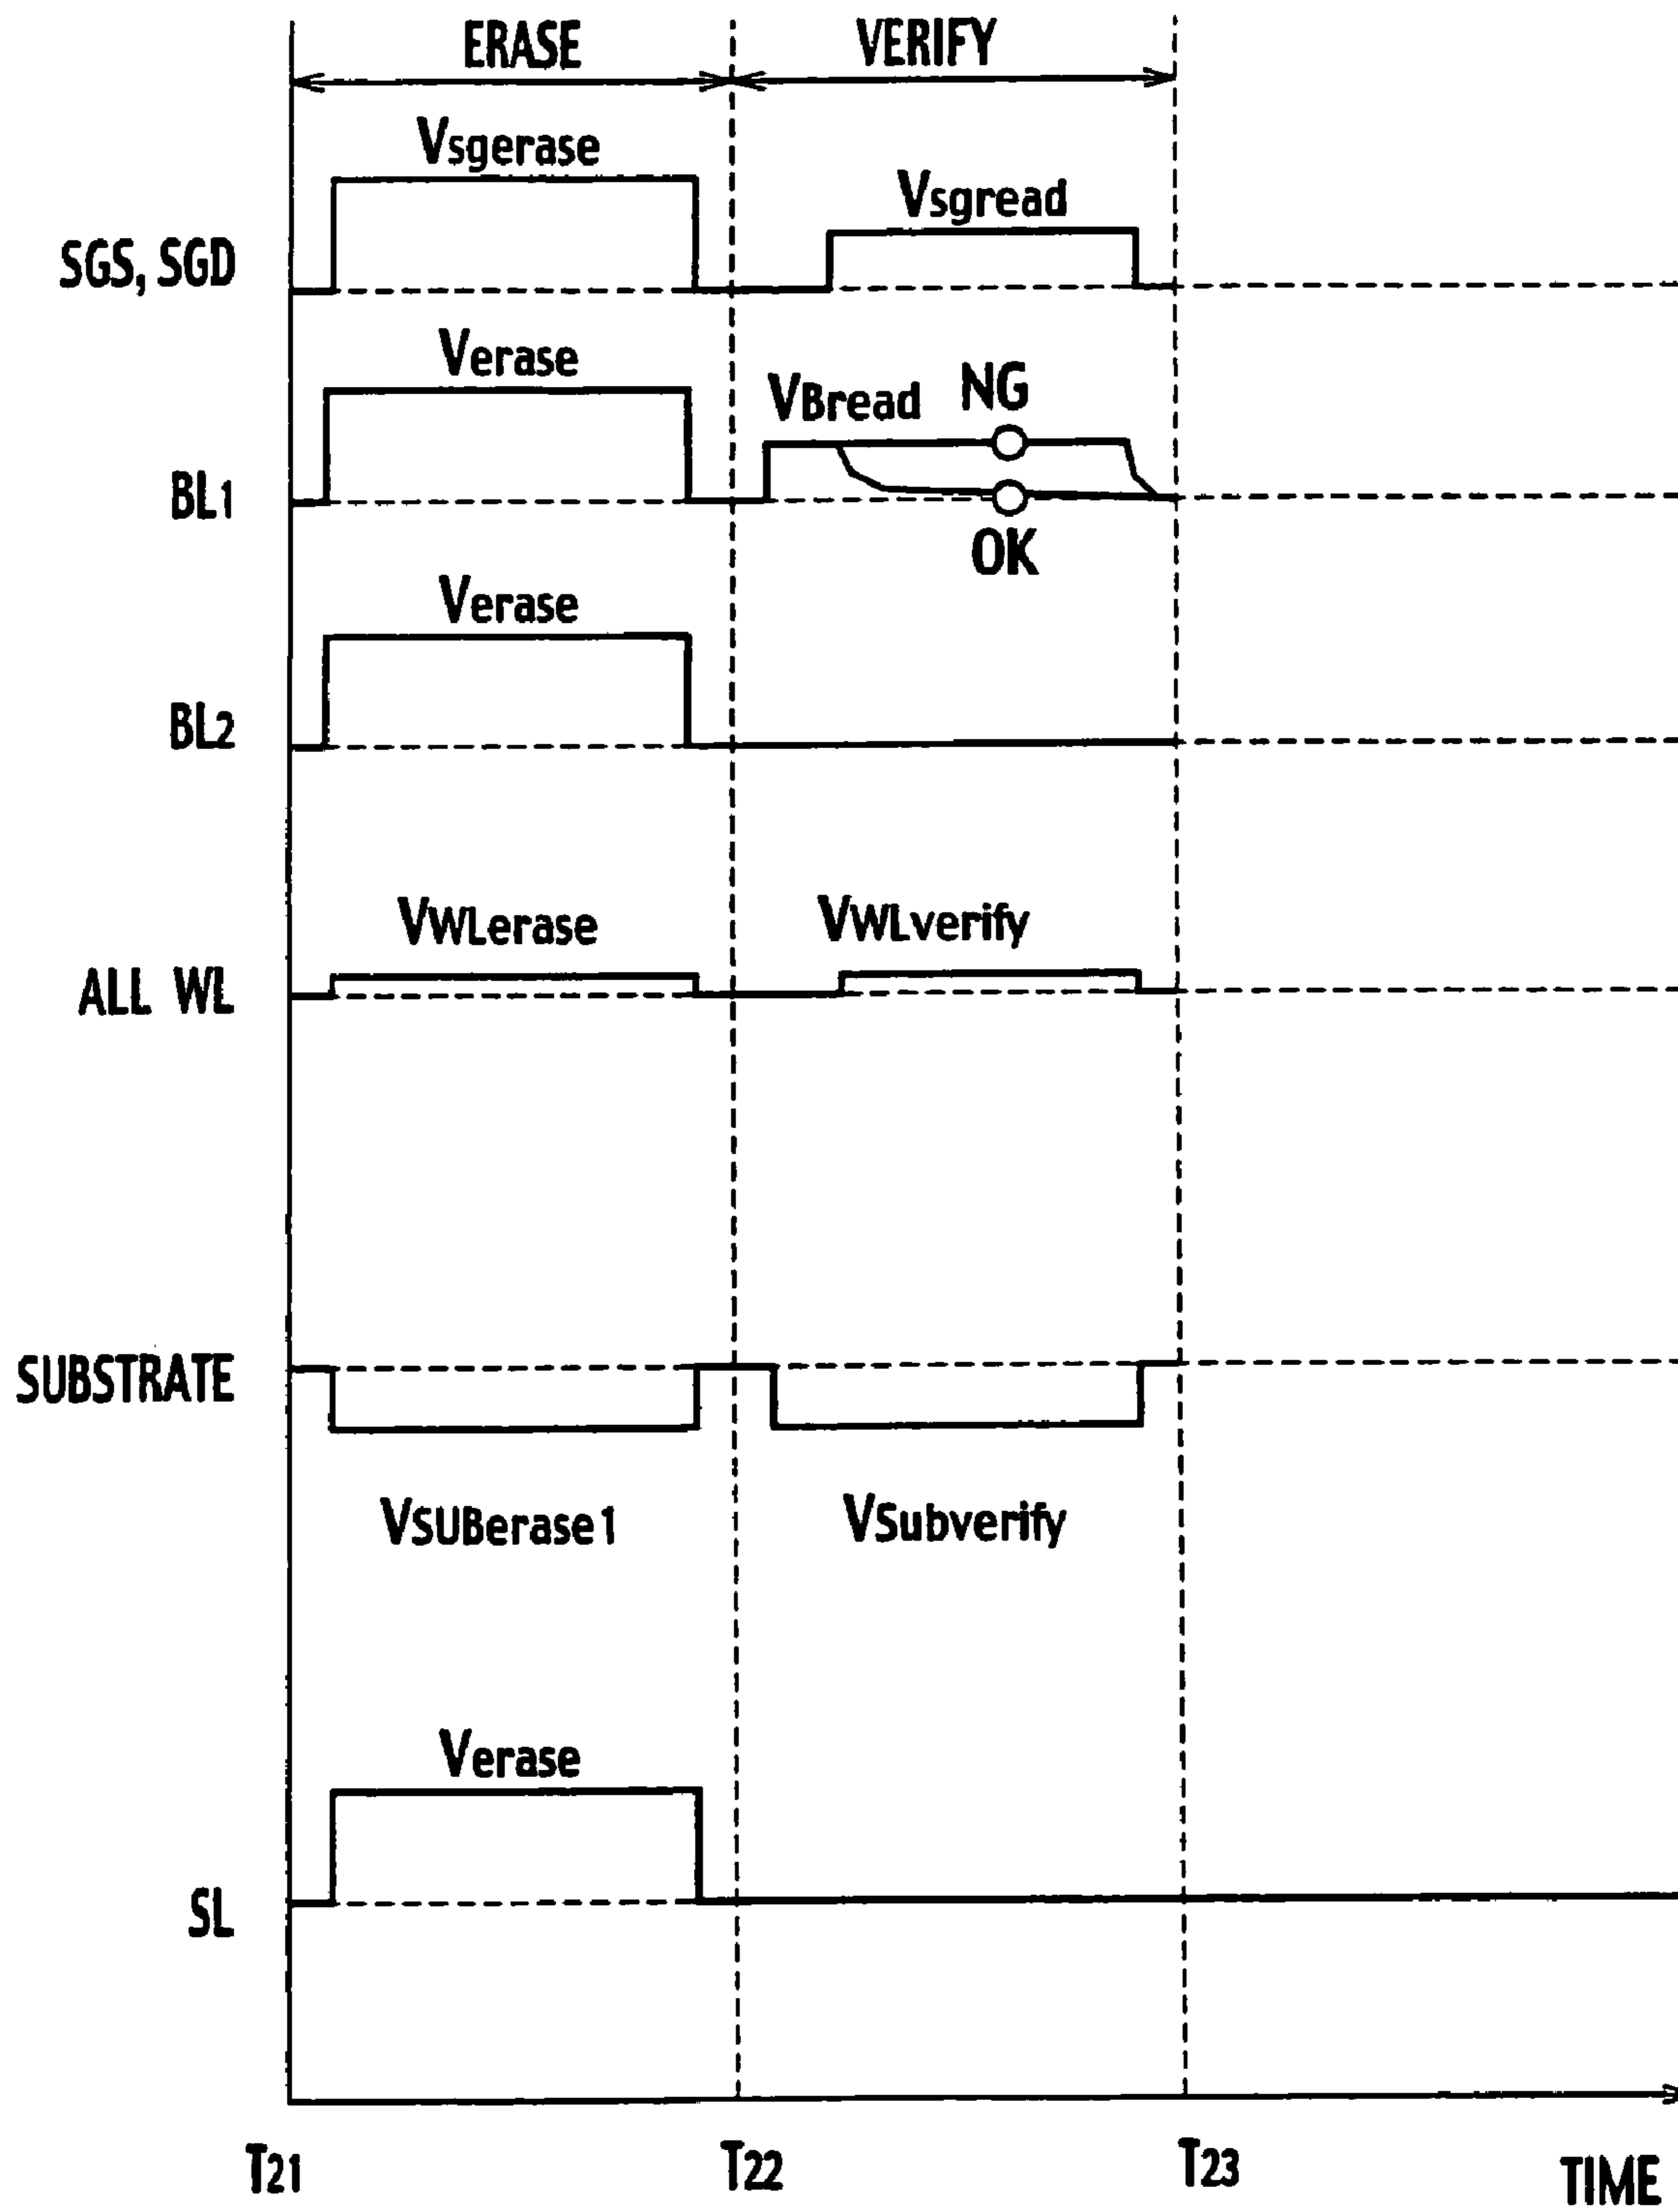 ERASE VERIFY
Vsgerase
Vsgread
SGS, SGD
Verase
VBread NG
BL1
OK
Verase
BL2
VWLerase VWLverify
ALL WL
SUBSTRATE
VSUBerase1 VSubverify
Verase
SL
T21 T22 T23 TIME